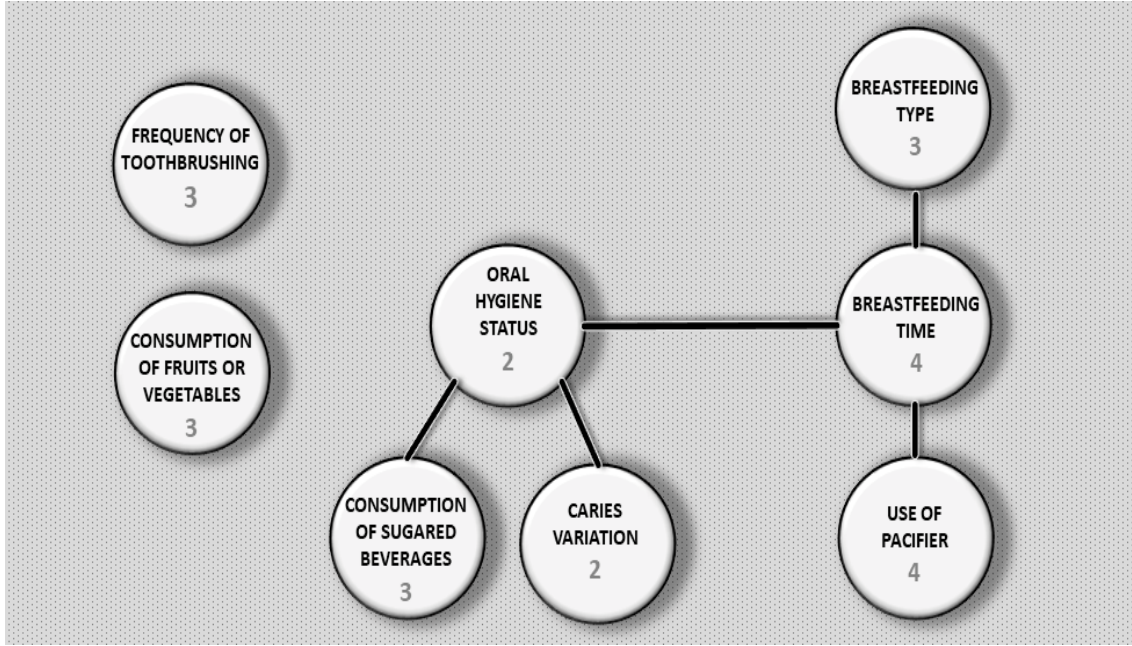 FREQUENCY OF
TOOTHBRUSHING
3
CONSUMPTION
OF FRUITS OR
VEGETABLES
3
ORAL
HYGIENE
STATUS
2
CONSUMPTION
OF SUGARED
BEVERAGES
3
CARIES
VARIATION
2
BREASTFEEDING
TYPE
3
BREASTFEEDING
TIME
4
USE OF
PACIFIER
4